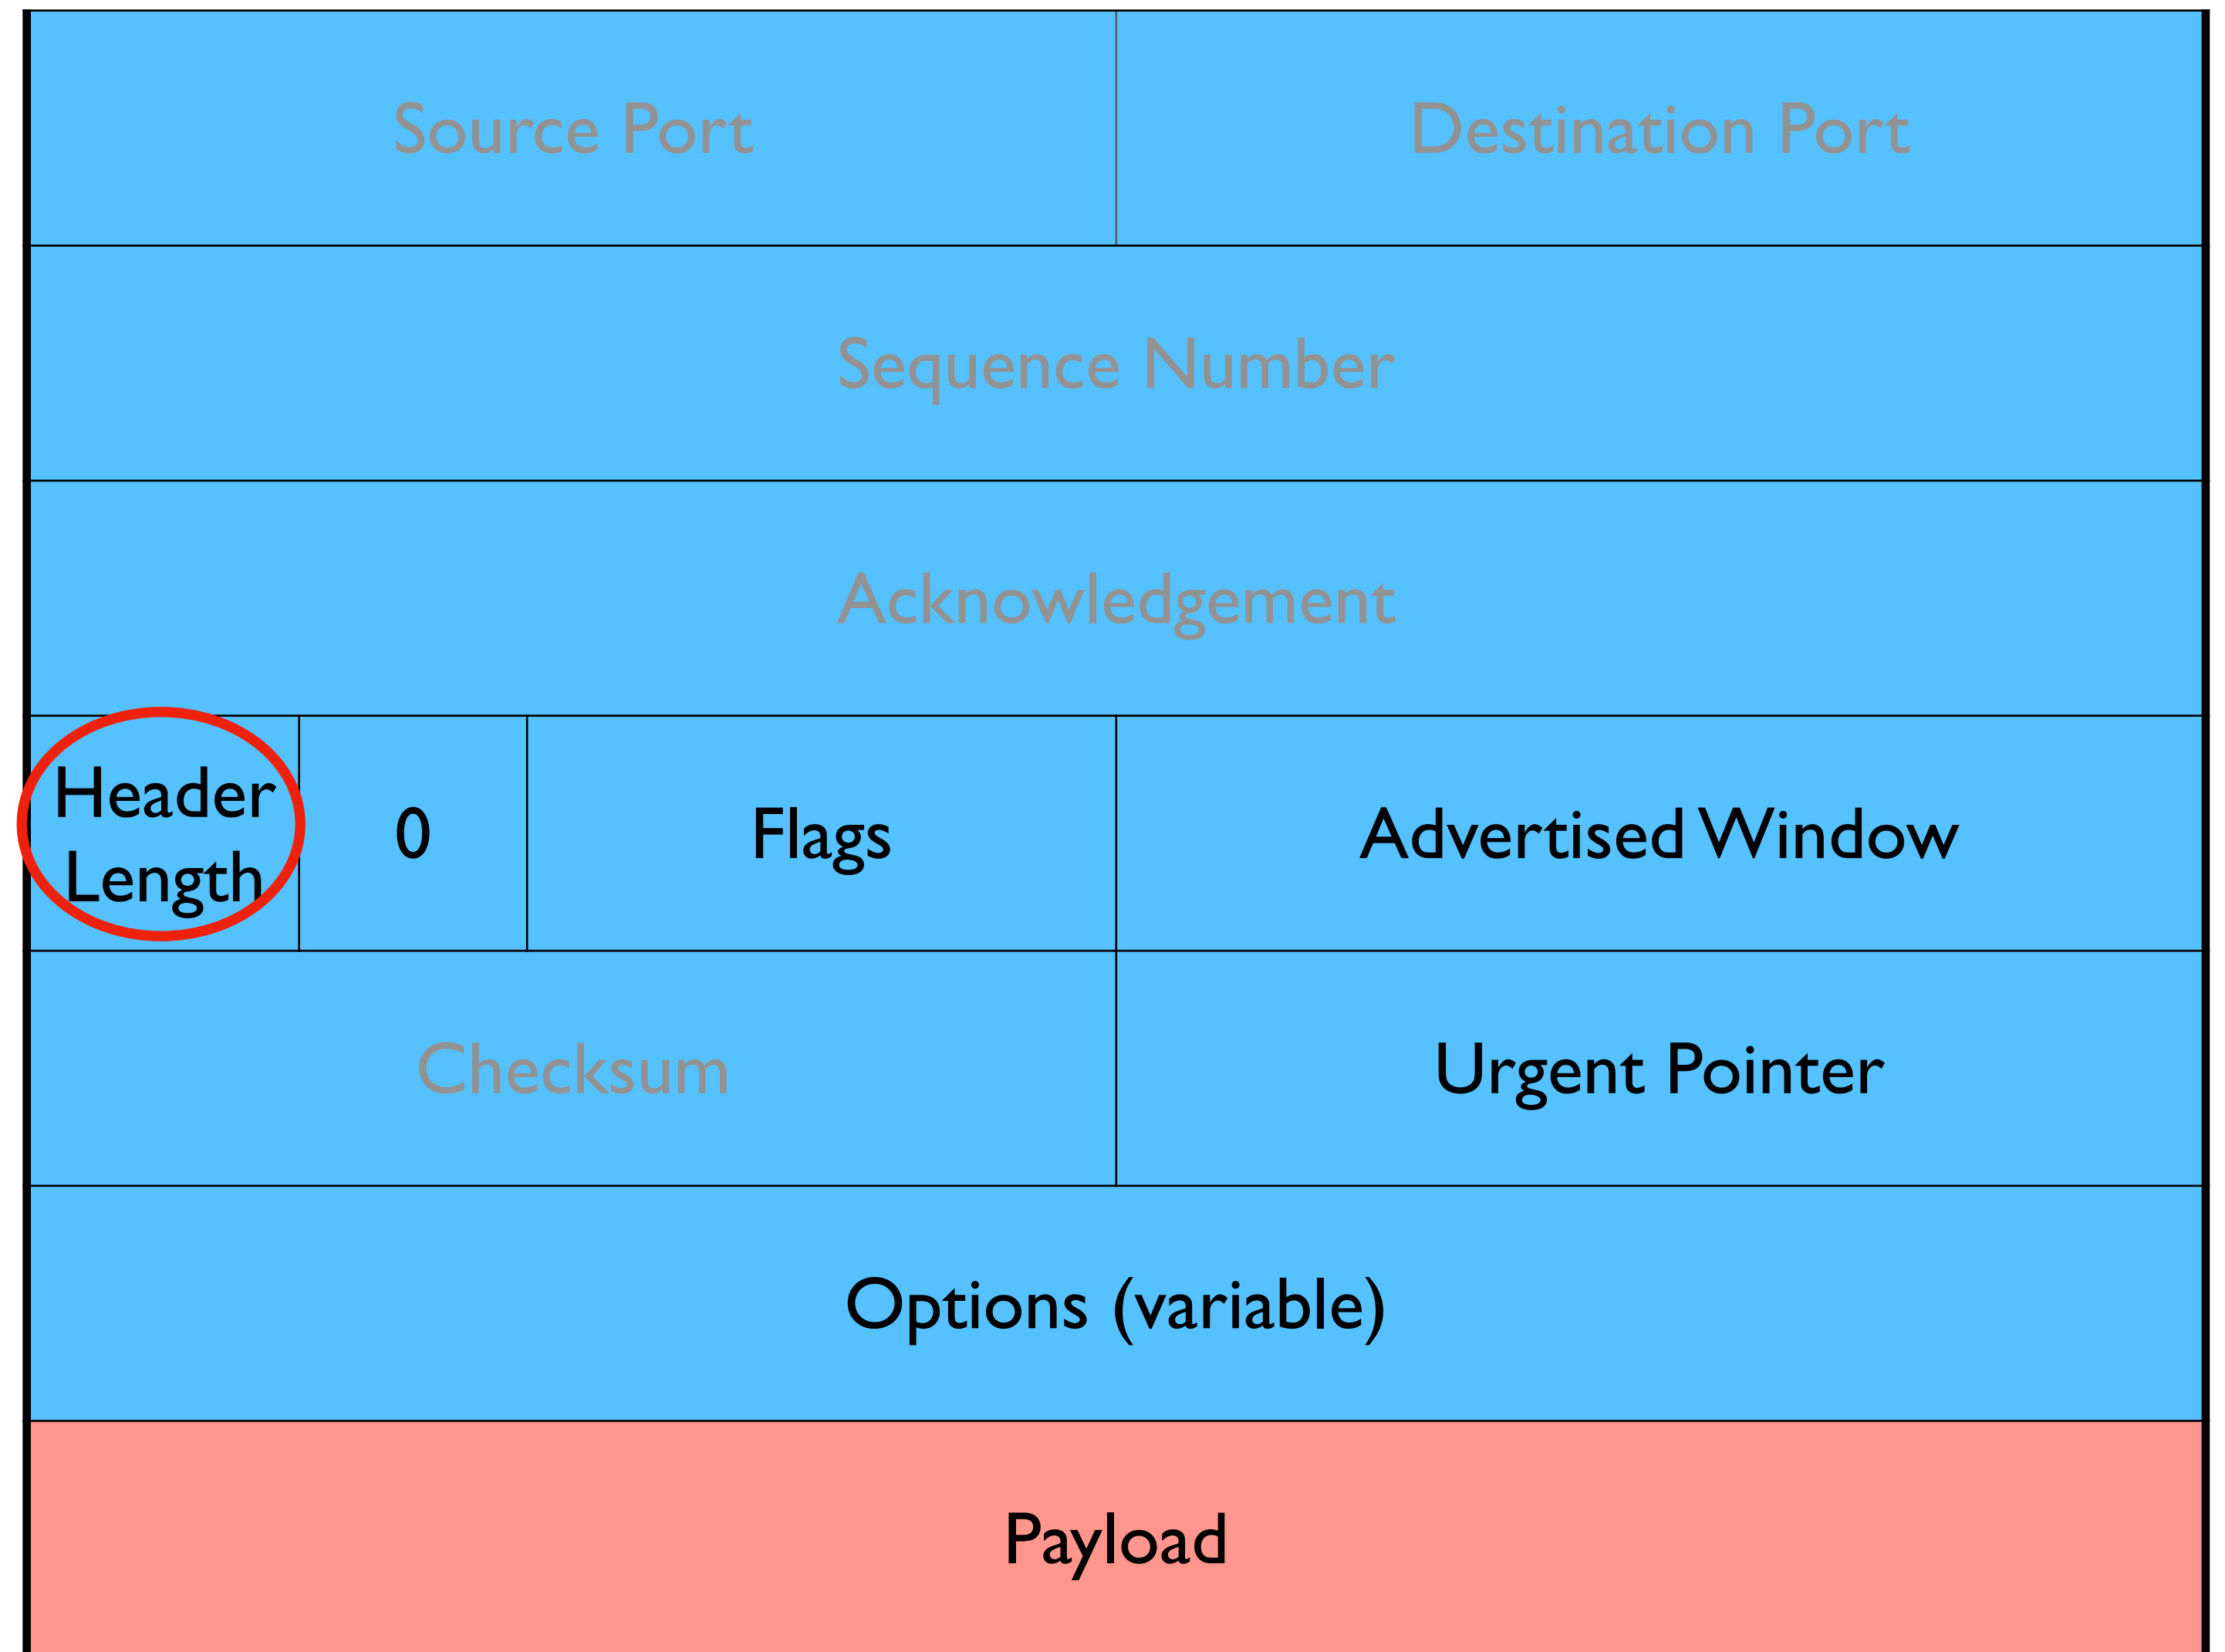 Source Port
Destination Port
Sequence Number
Acknowledgement
Header
Length
0
Flags
Advertised Window
Checksum
Urgent Pointer
Options (variable)
Payload